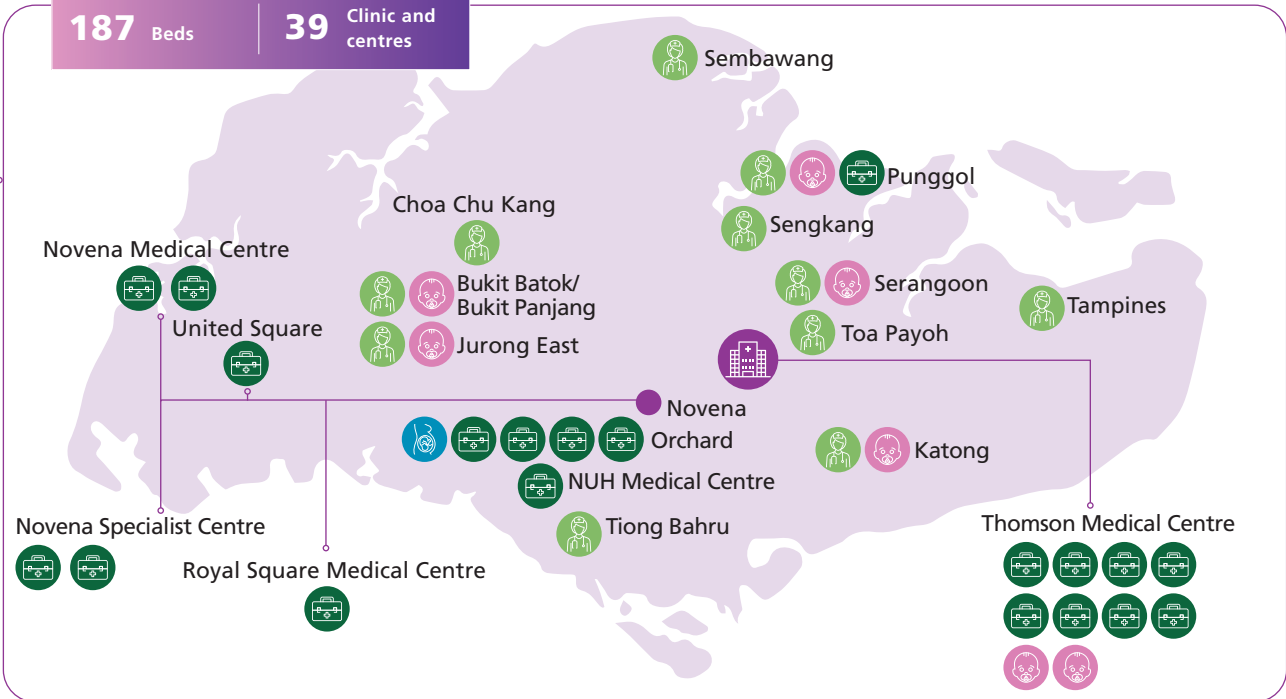 187 Beds
39 Clinic and
centres
Sembawang
Punggol
Choa Chu Kang
Sengkang
Novena Medical Centre
Bukit Batok/
Bukit Panjang
Serangoon
Tampines
United Square
Toa Payoh
Jurong East
Novena
Orchard
Katong
NUH Medical Centre
Novena Specialist Centre
Tiong Bahru
Thomson Medical Centre
Royal Square Medical Centre